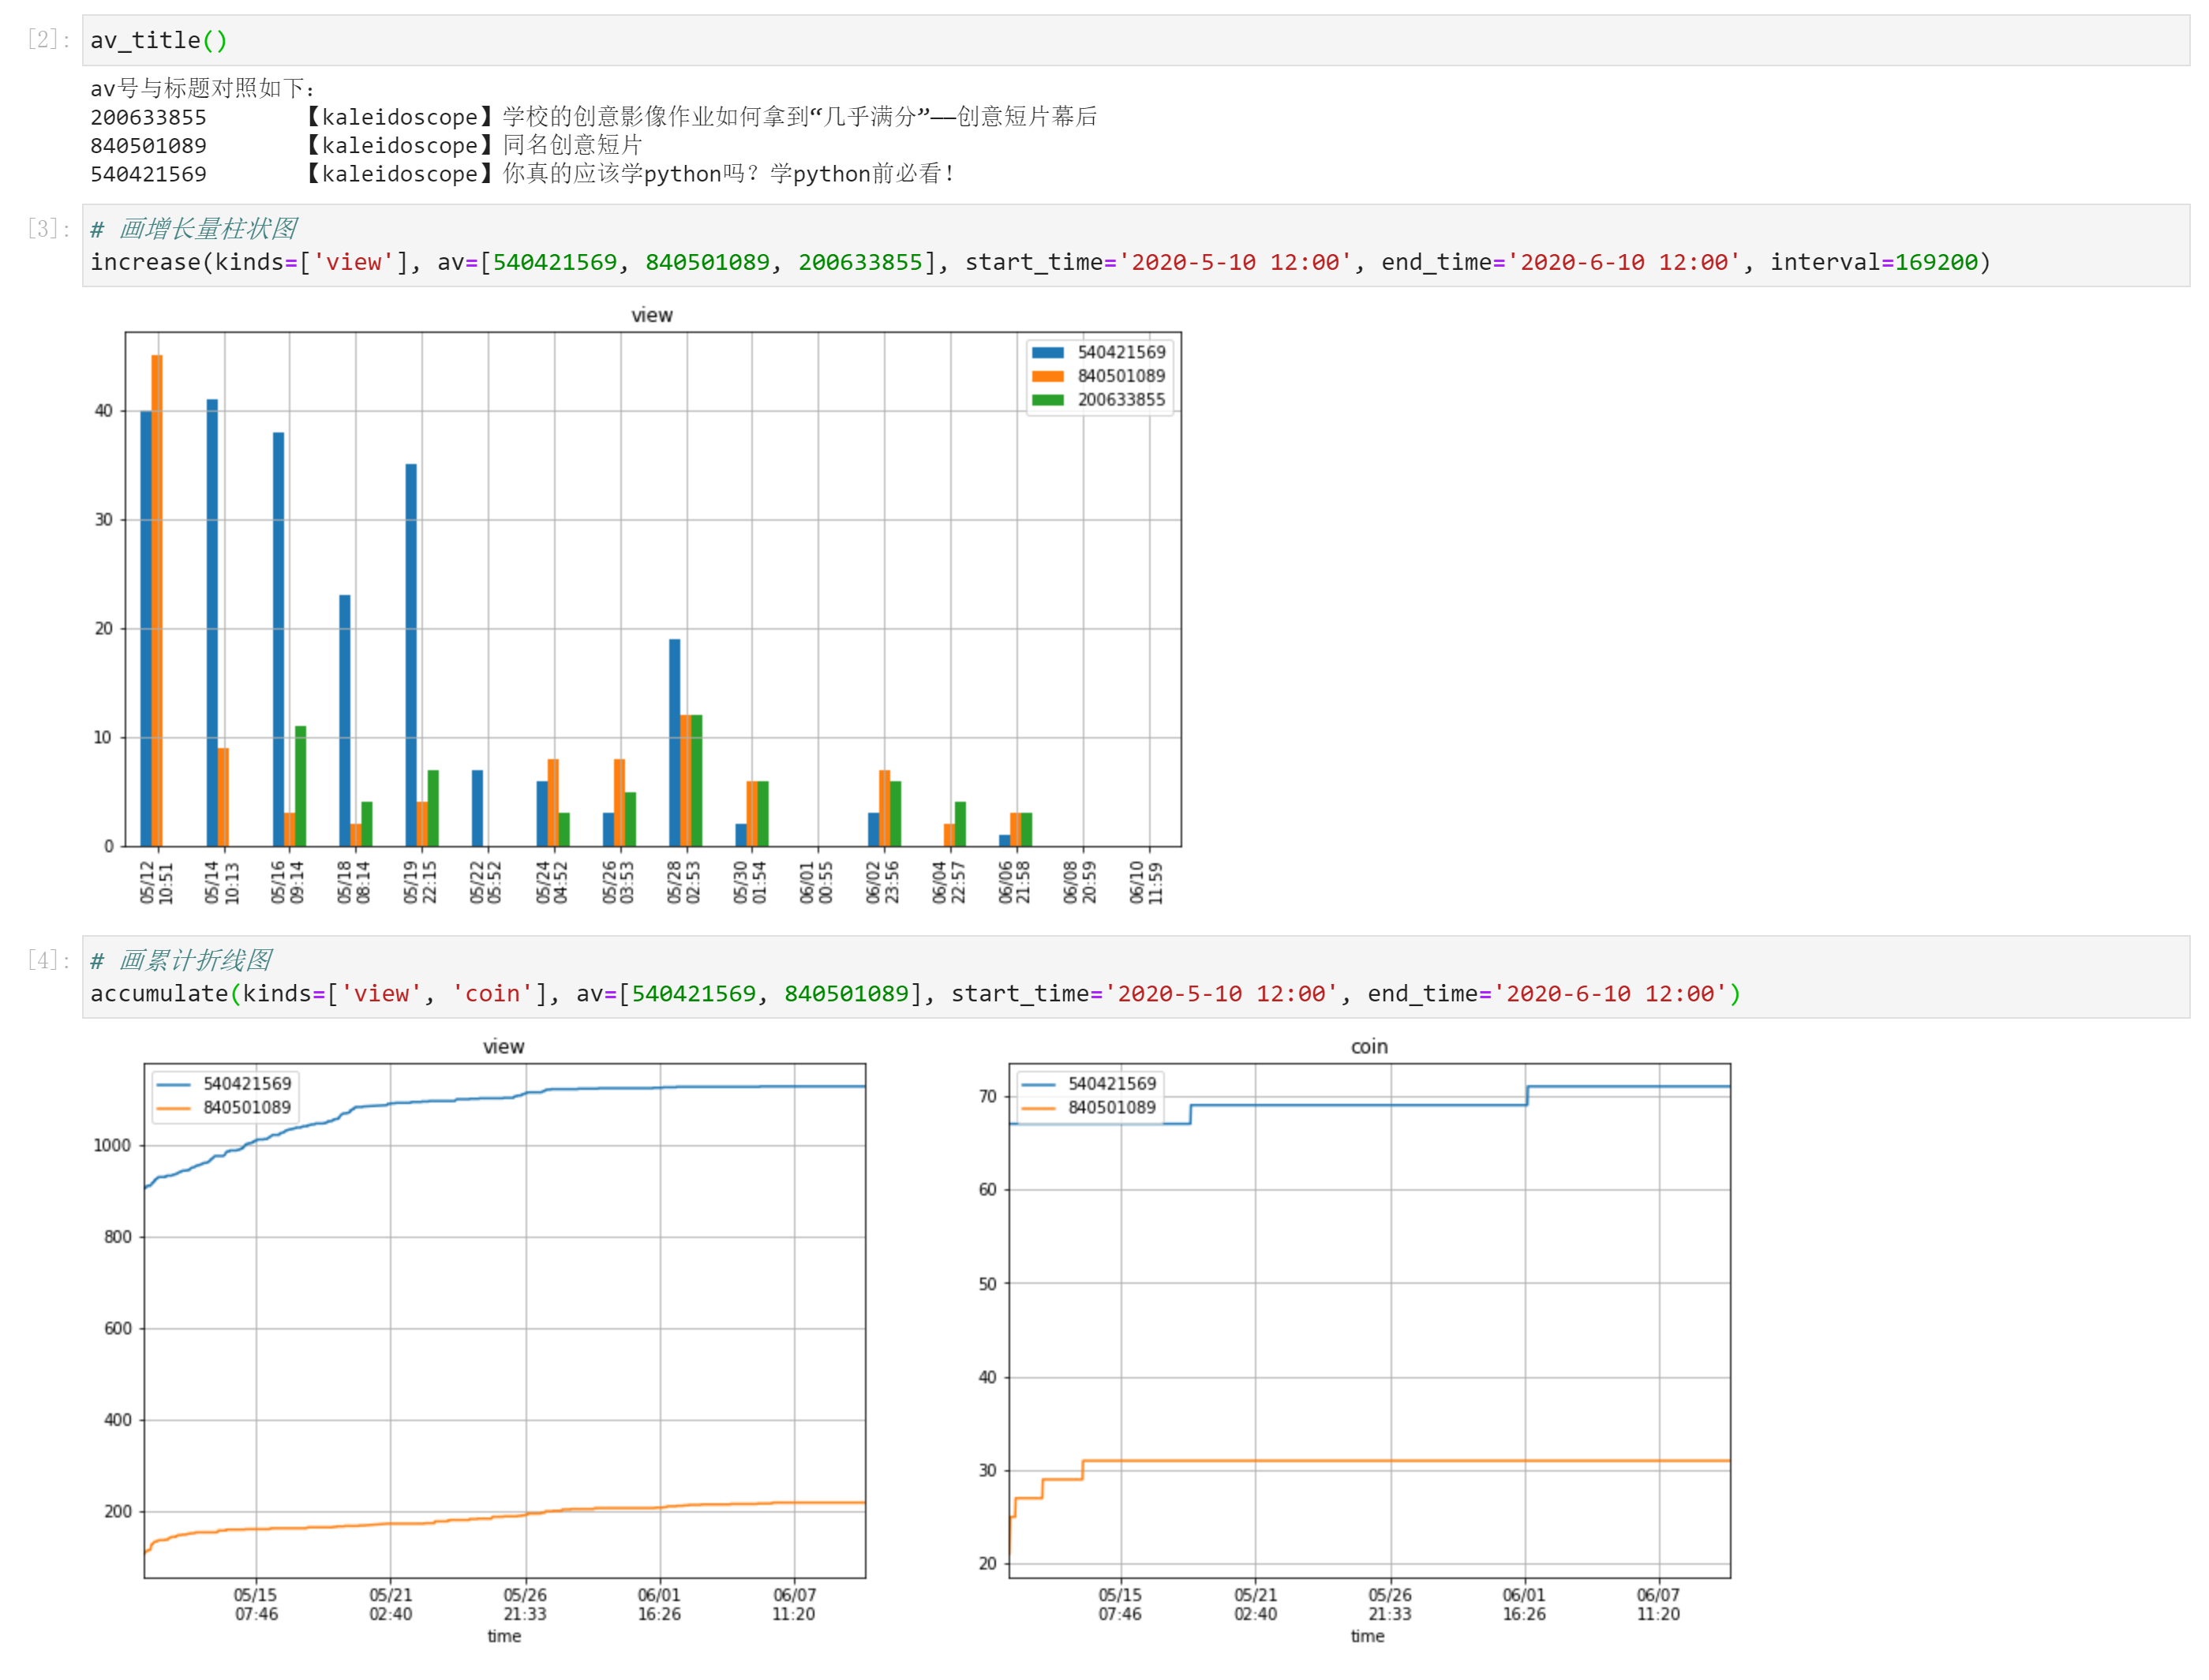 [2]: av_title()
av号与标题对照如下：
200633855 【kaleidoscope】学校的创意影像作业如何拿到“几乎满分”——创意短片幕后
840501089 【kaleidoscope】同名创意短片
540421569 【kaleidoscope】你真的应该学python吗？学python前必看！
[3]: # 画增长量柱状图
increase(kinds=['view'], av=[540421569, 840501089, 200633855], start_time='2020-5-10 12:00', end_time='2020-6-10 12:00', interval=169200)
view
540421569
840501089
200633855
40
30
20
10
0
05/12 10:51
05/14 10:13
05/16 09:14
05/18 08:14
05/19 22:15
05/22 05:52
05/24 04:52
05/26 03:53
05/28 02:53
05/30 01:54
06/01 00:55
06/02 23:56
06/04 22:57
06/06 21:58
06/08 20:59
06/10 11:59
[4]: # 画累计折线图
accumulate(kinds=['view', 'coin'], av=[540421569, 840501089], start_time='2020-5-10 12:00', end_time='2020-6-10 12:00')
view
540421569
840501089
1000
800
600
400
200
05/15 05/21 05/26 06/01 06/07
07:46 02:40 21:33 16:26 11:20
time
coin
540421569
840501089
70
60
50
40
30
20
05/15 05/21 05/26 06/01 06/07
07:46 02:40 21:33 16:26 11:20
time